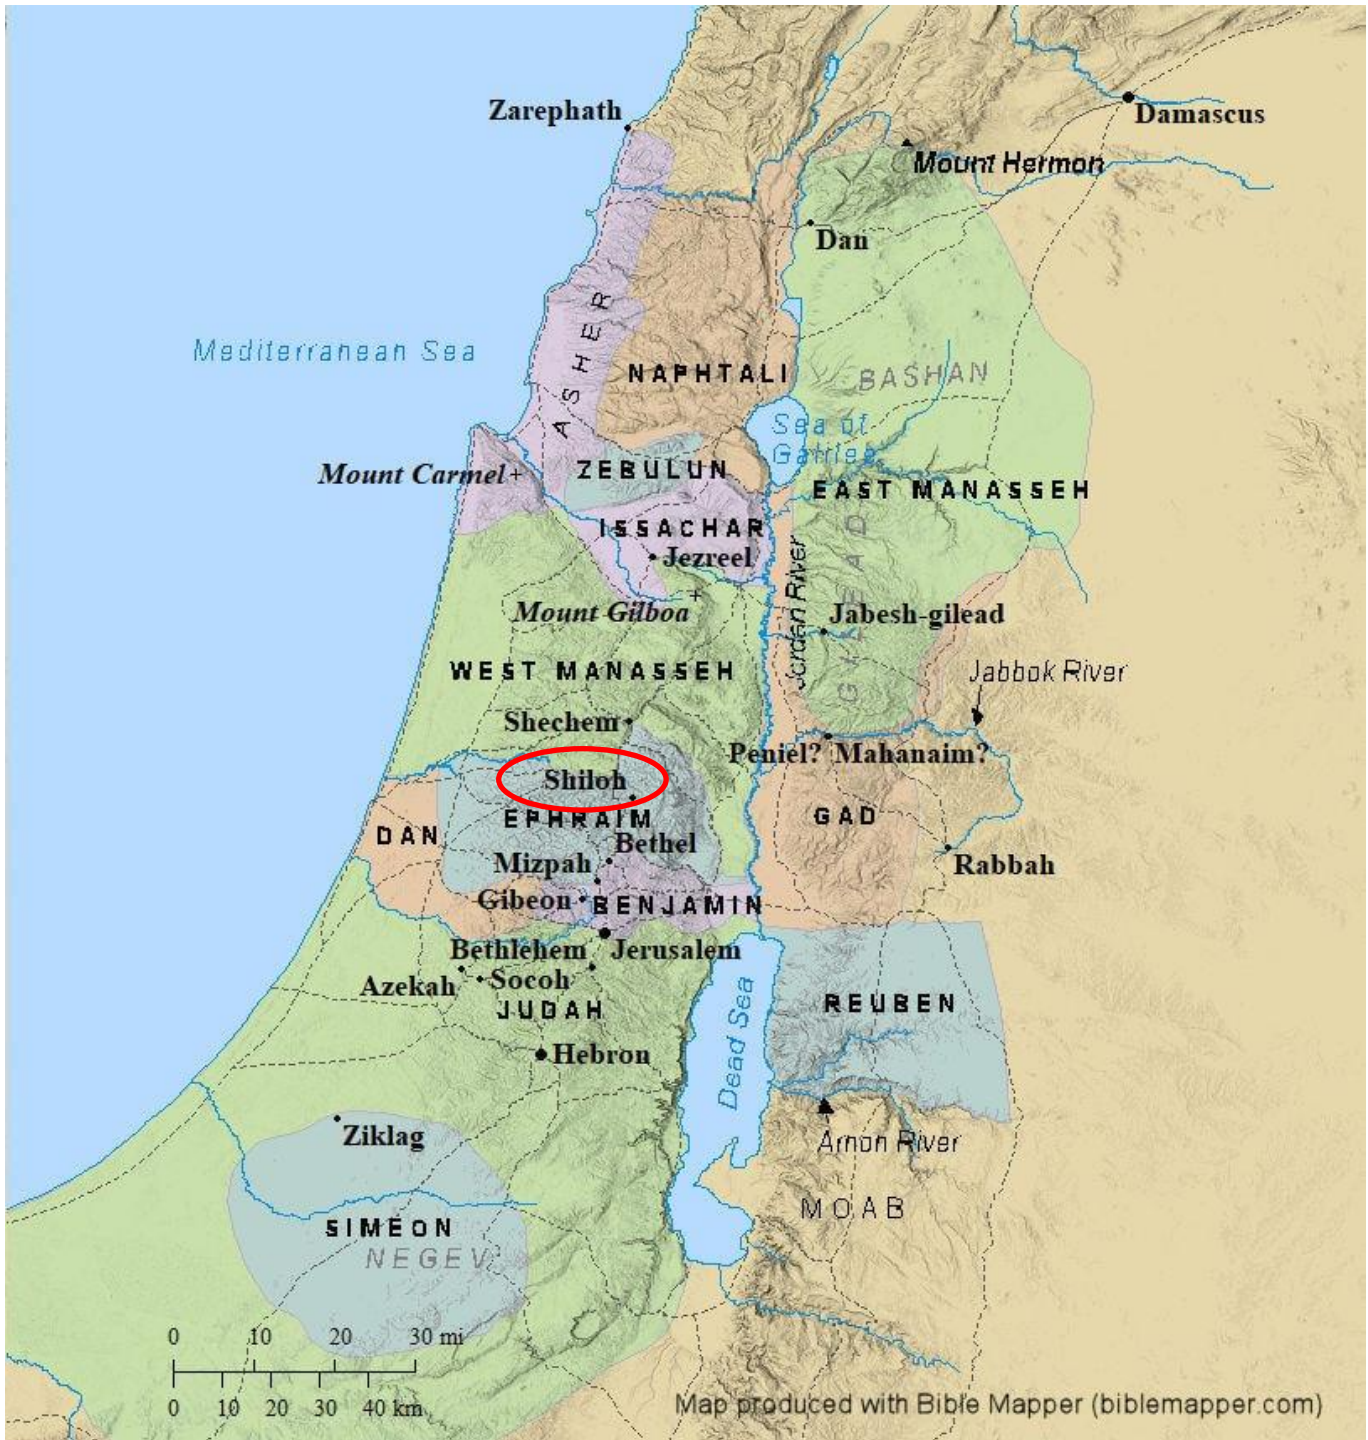 Zarephath
Damascus
Mount Hermon
Dan
ASHER
Mediterranean Sea
NAPHTALI
BASHAN
Sea of
Galilee
Mount Carmel
ZEBULUN
EAST MANASSEH
ISSACHAR
Jezreel
GILEAD
Jordan River
Mount Gilboa
Jabesh-gilead
WEST MANASSEH
Jabbok River
Shechem
Peniel? Mahanaim?
Shiloh
EPHRAIM
GAD
DAN
Bethel
Mizpah
Rabbah
Gibeon
BENJAMIN
Bethlehem
Jerusalem
Azekah
Socoh
JUDAH
REUBEN
Dead Sea
Hebron
Ziklag
Arnon River
MOAB
SIMEON
NEGEV
0 10 20 30 mi
0 10 20 30 40 km
Map produced with Bible Mapper (biblemapper.com)